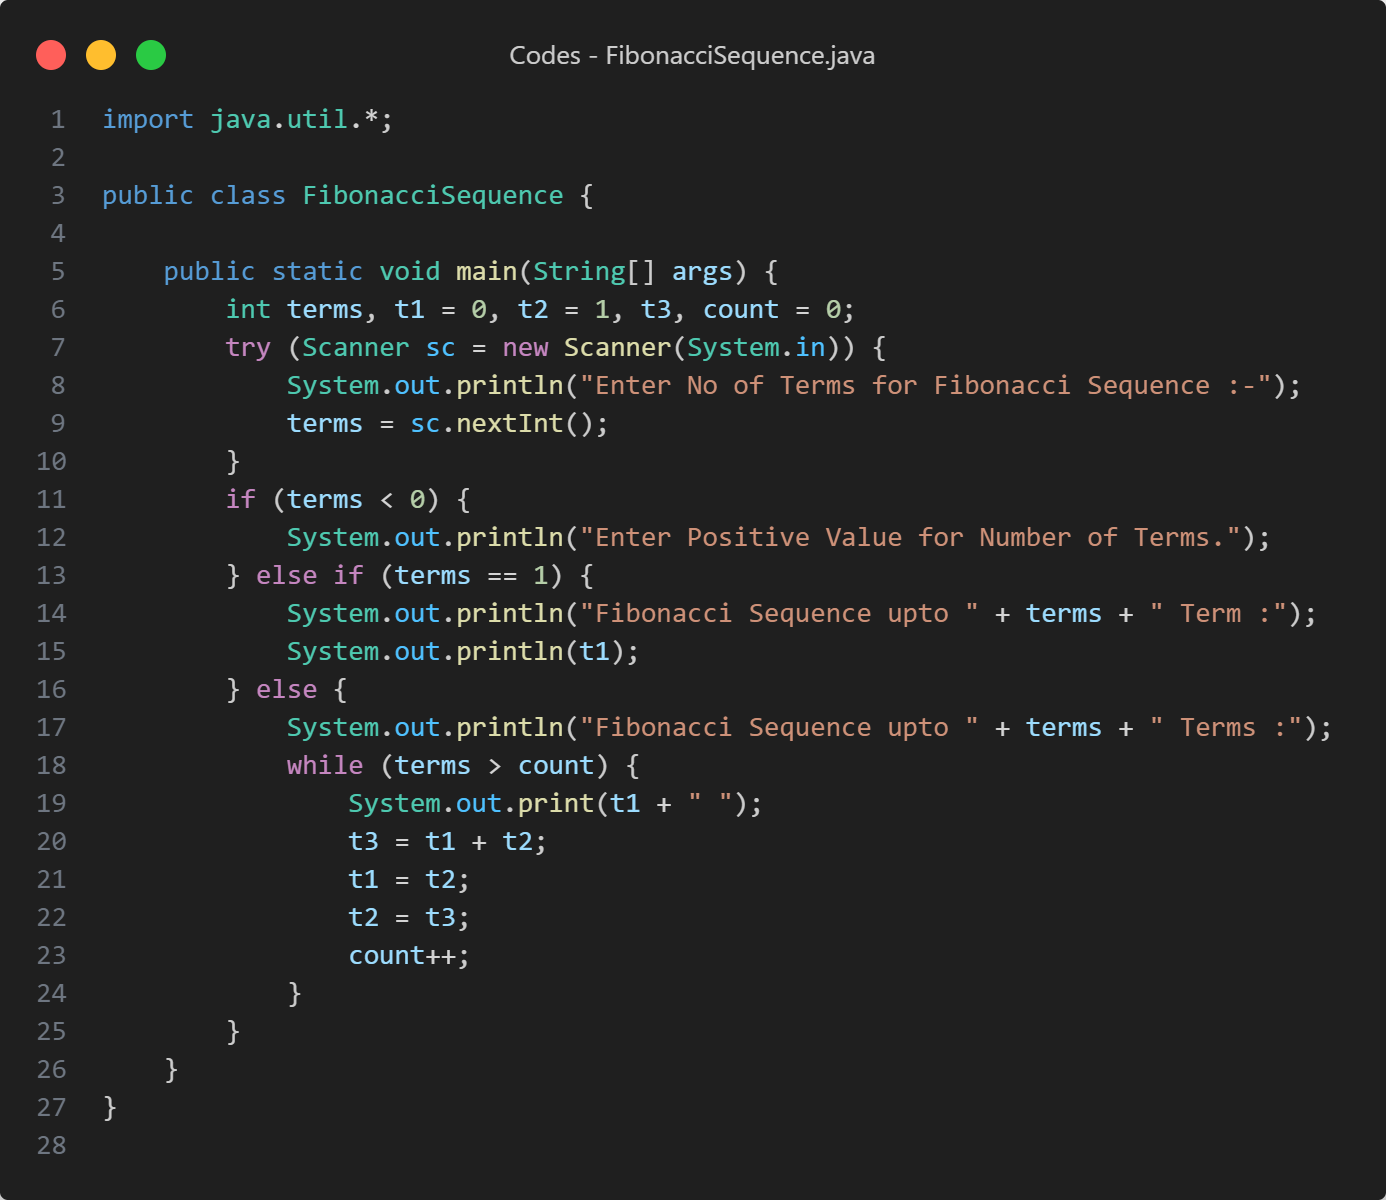 Codes - FibonacciSequence.java
1 import java.util.*;
2
3 public class FibonacciSequence {
4
5     public static void main(String[] args) {
6         int terms, t1 = 0, t2 = 1, t3, count = 0;
7         try (Scanner sc = new Scanner(System.in)) {
8             System.out.println("Enter No of Terms for Fibonacci Sequence :-");
9             terms = sc.nextInt();
10         }
11         if (terms < 0) {
12             System.out.println("Enter Positive Value for Number of Terms.");
13         } else if (terms == 1) {
14             System.out.println("Fibonacci Sequence upto " + terms + " Term :");
15             System.out.println(t1);
16         } else {
17             System.out.println("Fibonacci Sequence upto " + terms + " Terms :");
18             while (terms > count) {
19                 System.out.print(t1 + " ");
20                 t3 = t1 + t2;
21                 t1 = t2;
22                 t2 = t3;
23                 count++;
24             }
25         }
26     }
27 }
28